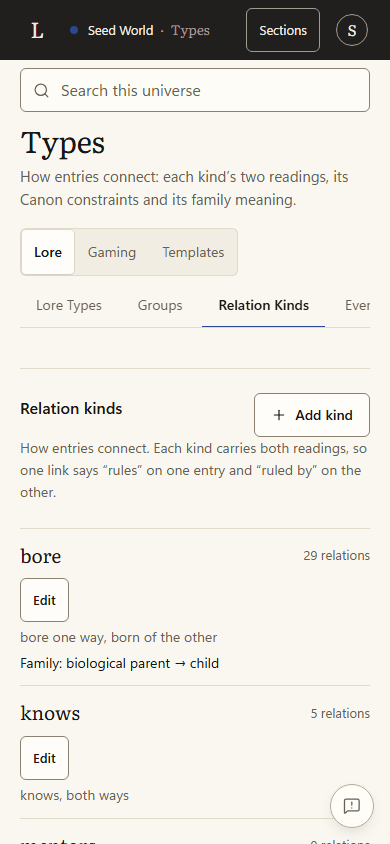 L
Seed World · Types
Sections
S
Search this universe
Types
How entries connect: each kind's two readings, its
Canon constraints and its family meaning.
Lore
Gaming
Templates
Lore Types
Groups
Relation Kinds
Relation kinds
Add kind
How entries connect. Each kind carries both readings, so
one link says “rules” on one entry and “ruled by” on the
other.
bore
29 relations
Edit
bore one way, born of the other
Family: biological parent → child
knows
5 relations
Edit
knows, both ways